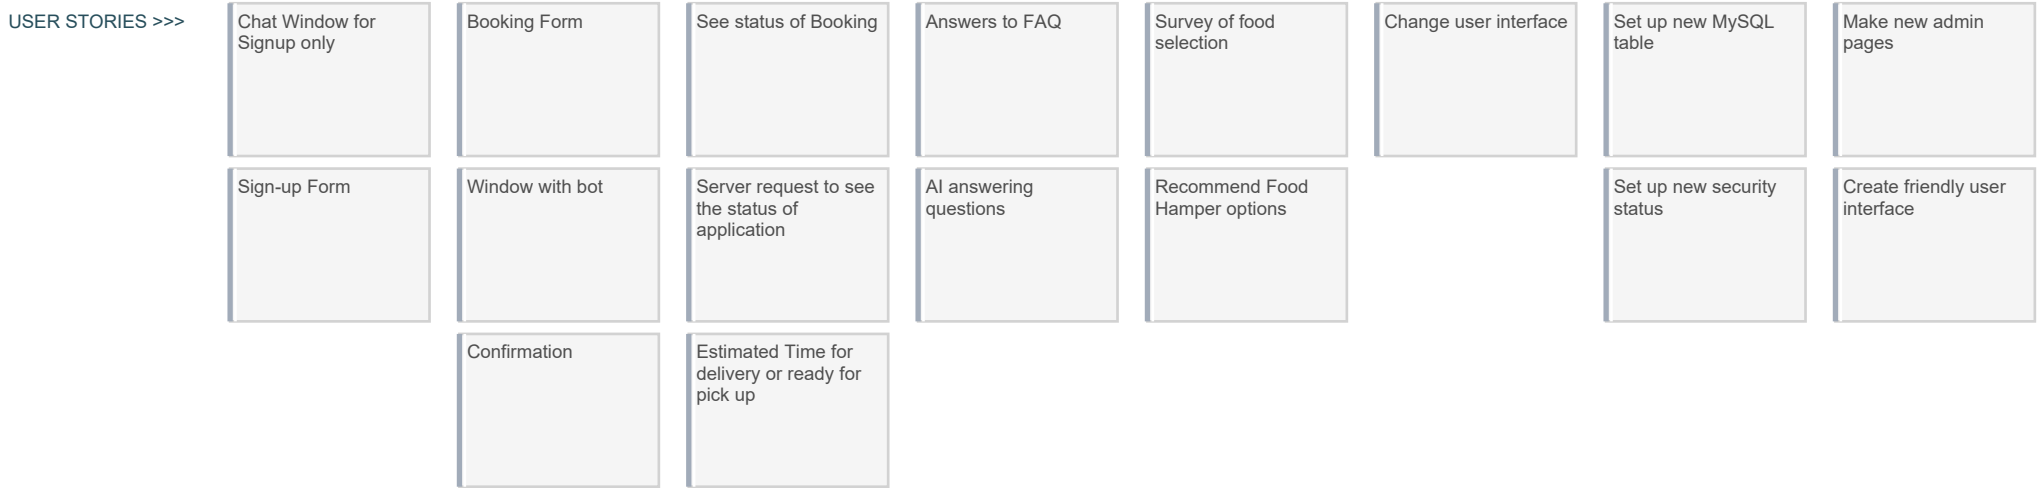 USER STORIES >>>
Chat Window for
Signup only
Booking Form
See status of Booking
Answers to FAQ
Survey of food
selection
Change user interface
Set up new MySQL
table
Make new admin
pages
Sign-up Form
Window with bot
Server request to see
the status of
application
AI answering
questions
Recommend Food
Hamper options
Set up new security
status
Create friendly user
interface
Confirmation
Estimated Time for
delivery or ready for
pick up